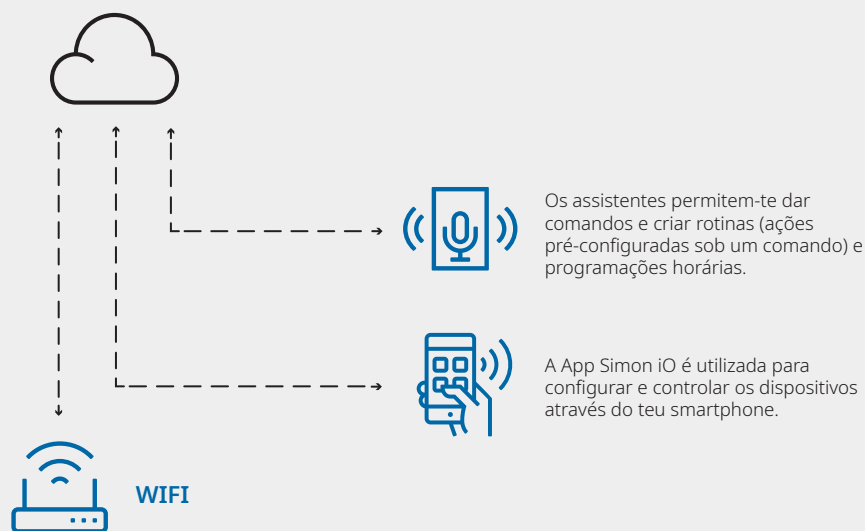 Os assistentes permitem-te dar
comandos e criar rotinas (ações
pré-configuradas sob um comando) e
programações horárias.
A App Simon iO é utilizada para
configurar e controlar os dispositivos
através do teu smartphone.
WIFI